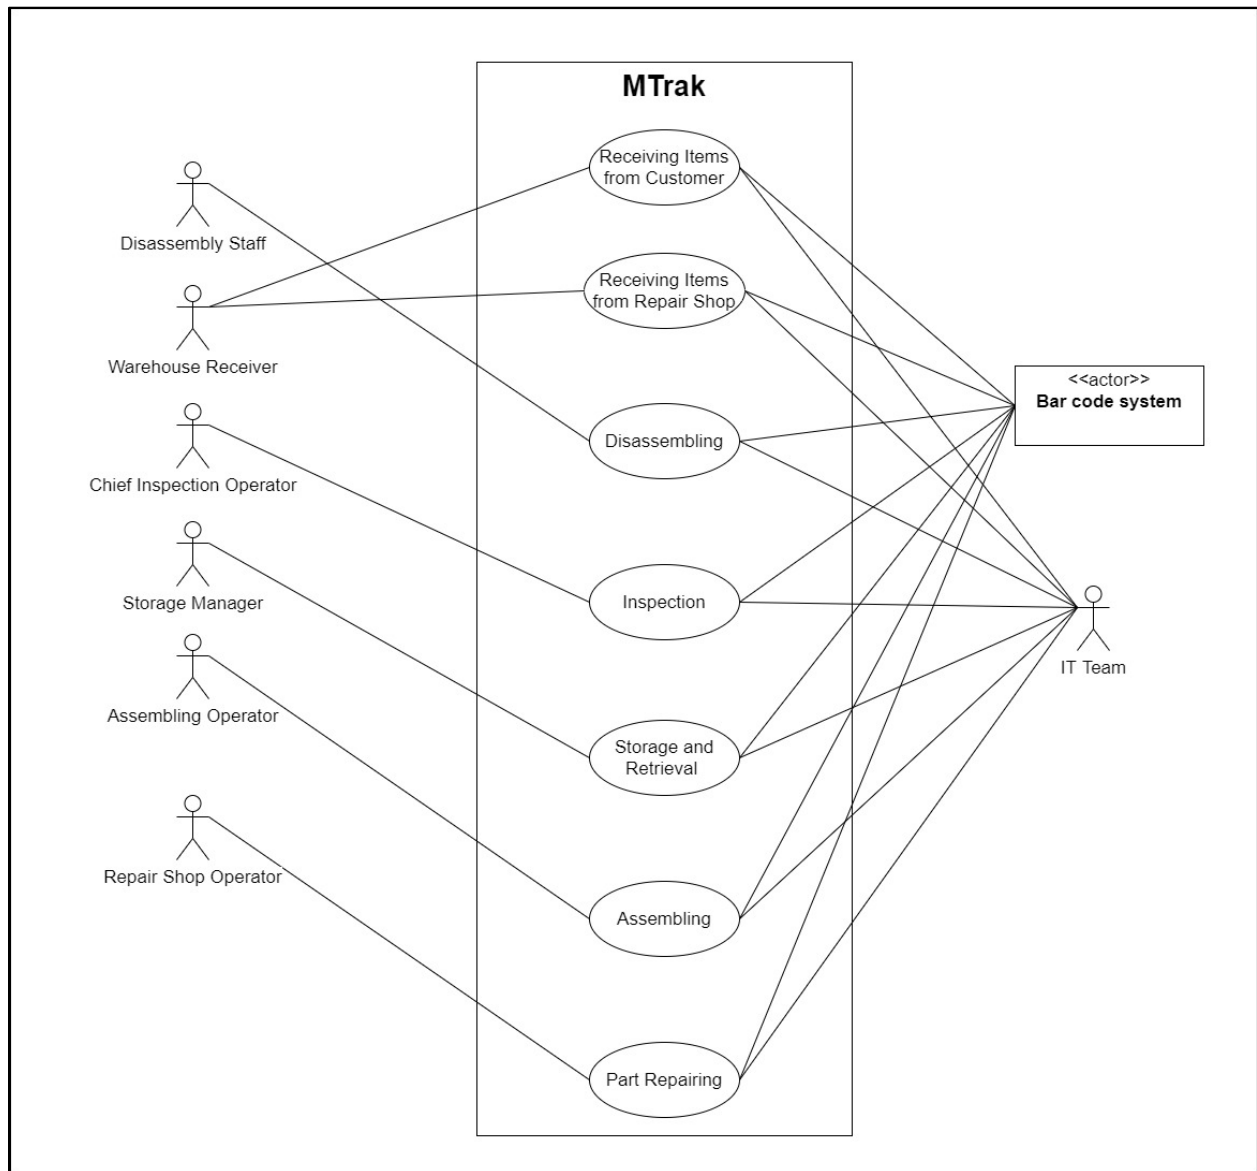 MTrak
Receiving Items
from Customer
Disassembly Staff
Receiving Items
from Repair Shop
Warehouse Receiver
<<actor>>
Bar code system
Disassembling
Chief Inspection Operator
Inspection
Storage Manager
IT Team
Assembling Operator
Storage and
Retrieval
Repair Shop Operator
Assembling
Part Repairing